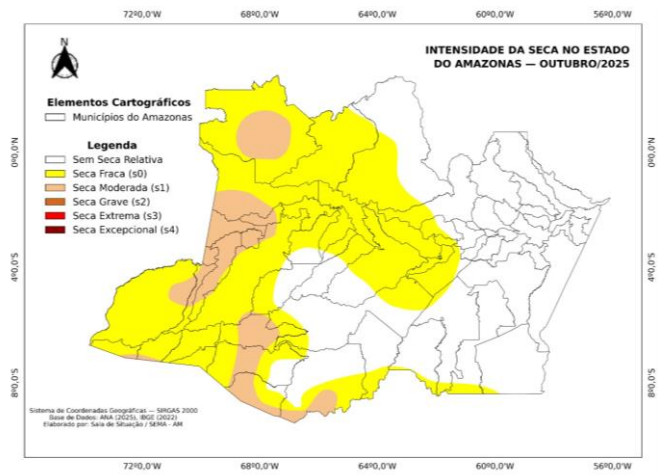 72º0,0'W 68º0,0'W 64º0,0'W 60º0,0'W 56º0,0'W
N
INTENSIDADE DA SECA NO ESTADO
DO AMAZONAS — OUTUBRO/2025
Elementos Cartográficos
Municípios do Amazonas
Legenda
Sem Seca Relativa
Seca Fraca (s0)
Seca Moderada (s1)
Seca Grave (s2)
Seca Extrema (s3)
Seca Excepcional (s4)
0º0,0'N 0º0,0'N
4º0,0'S 4º0,0'S
8º0,0'S 8º0,0'S
Sistema de Coordenadas Geográficas — SIRGAS 2000
Base de Dados: ANA (2025), IBGE (2022)
Elaborado por: Sala de Situação / SEMA - AM
72º0,0'W 68º0,0'W 64º0,0'W 60º0,0'W 56º0,0'W